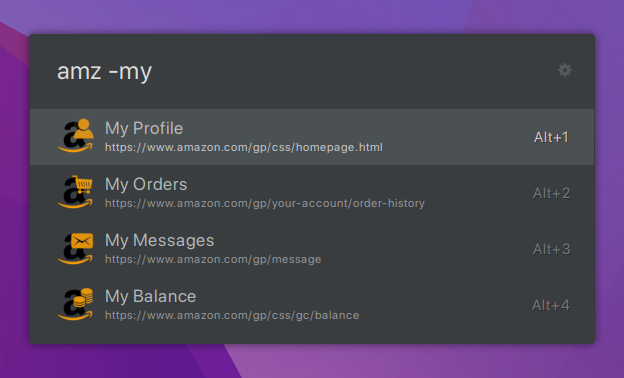 amz -my
My Profile
https://www.amazon.com/gp/css/homepage.html
Alt+1
My Orders
https://www.amazon.com/gp/your-account/order-history
Alt+2
My Messages
https://www.amazon.com/gp/message
Alt+3
My Balance
https://www.amazon.com/gp/css/gc/balance
Alt+4